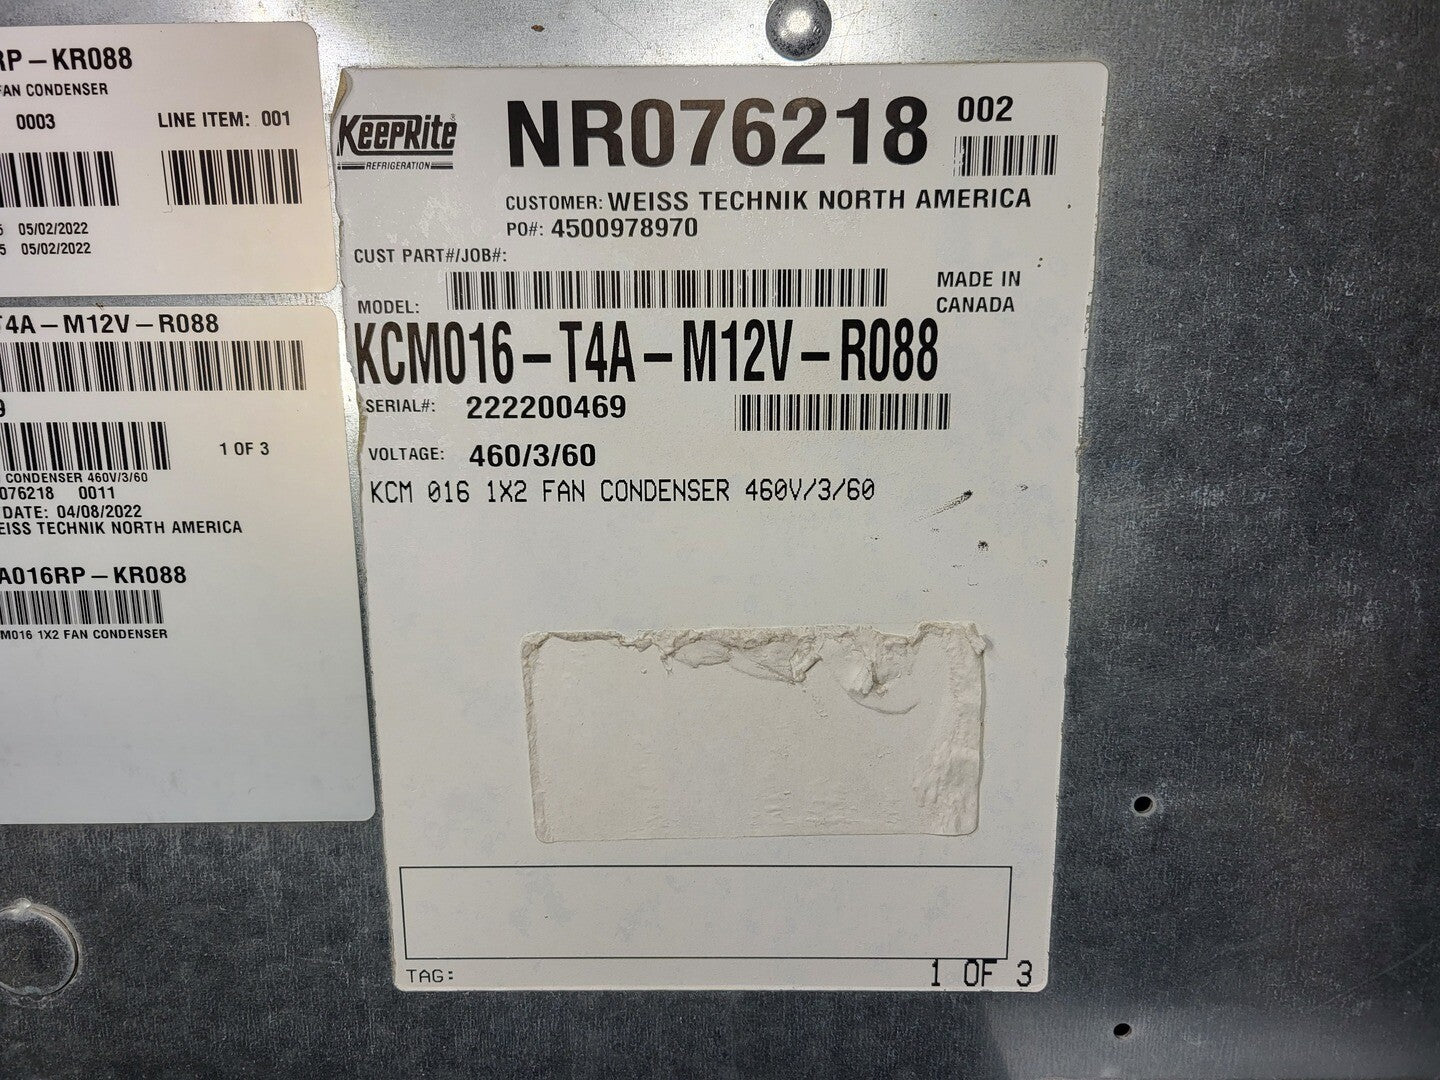 RP-KR088
FAN CONDENSER
0003 LINE ITEM: 001
05/02/2022
5 05/02/2022
T4A-M12V-R088
9
1 OF 3
CONDENSER 460V/3/60
076218 0011
DATE: 04/08/2022
EISS TECHNIK NORTH AMERICA
A016RP-KR088
M016 1X2 FAN CONDENSER
KEEPRITE®
REFRIGERATION
NR076218 002
CUSTOMER: WEISS TECHNIK NORTH AMERICA
PO#: 4500978970
CUST PART#/JOB#:
MADE IN
CANADA
MODEL:
KCM016-T4A-M12V-R088
SERIAL#: 222200469
VOLTAGE: 460/3/60
KCM 016 1X2 FAN CONDENSER 460V/3/60
TAG: 1 OF 3